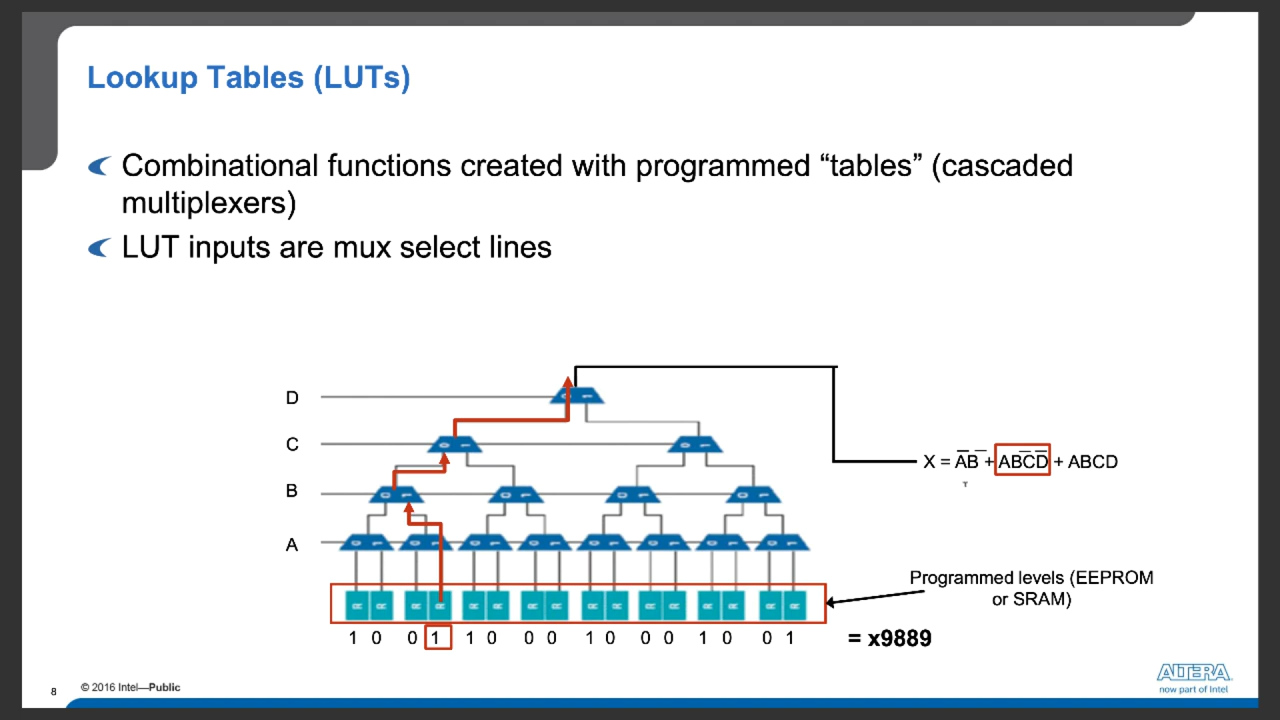 Lookup Tables (LUTs)
Combinational functions created with programmed “tables” (cascaded
multiplexers)
LUT inputs are mux select lines
D
C
B
A
X = A̅B̅ + ABC̅D̅ + ABCD
Programmed levels (EEPROM
or SRAM)
1 0 0 1 1 0 0 0 1 0 0 0 1 0 0 1 = x9889
8
© 2016 Intel—Public
ALTERA
now part of Intel